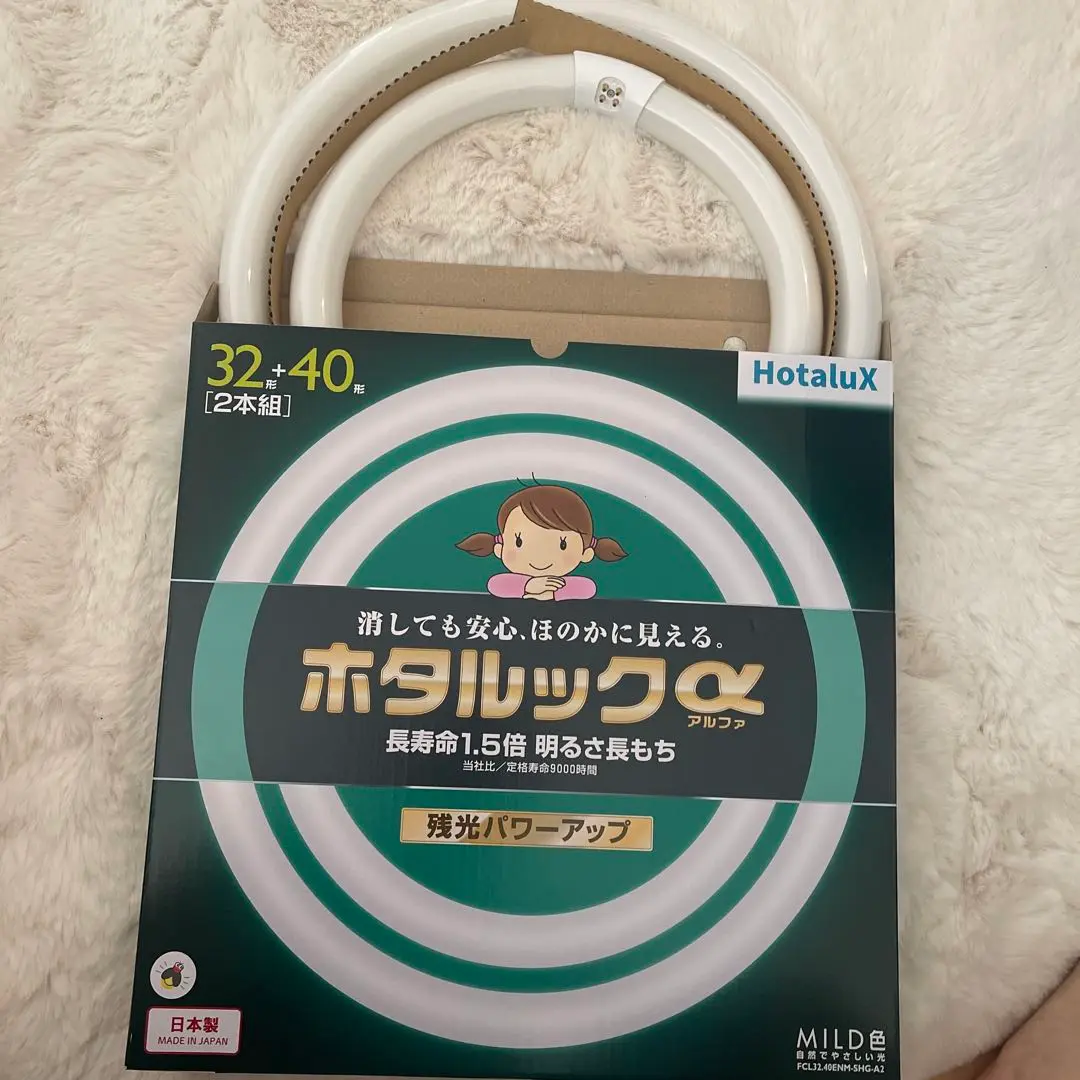 32形+40形
[2本組]
HotaluX
消しても安心、ほのかに見える。
ホタルックα
アルファ
長寿命1.5倍 明るさ長もち
当社比/定格寿命9000時間
残光パワーアップ
日本製
MADE IN JAPAN
MILD色
自然でやさしい光
FCL32.40ENM-SHG-A2